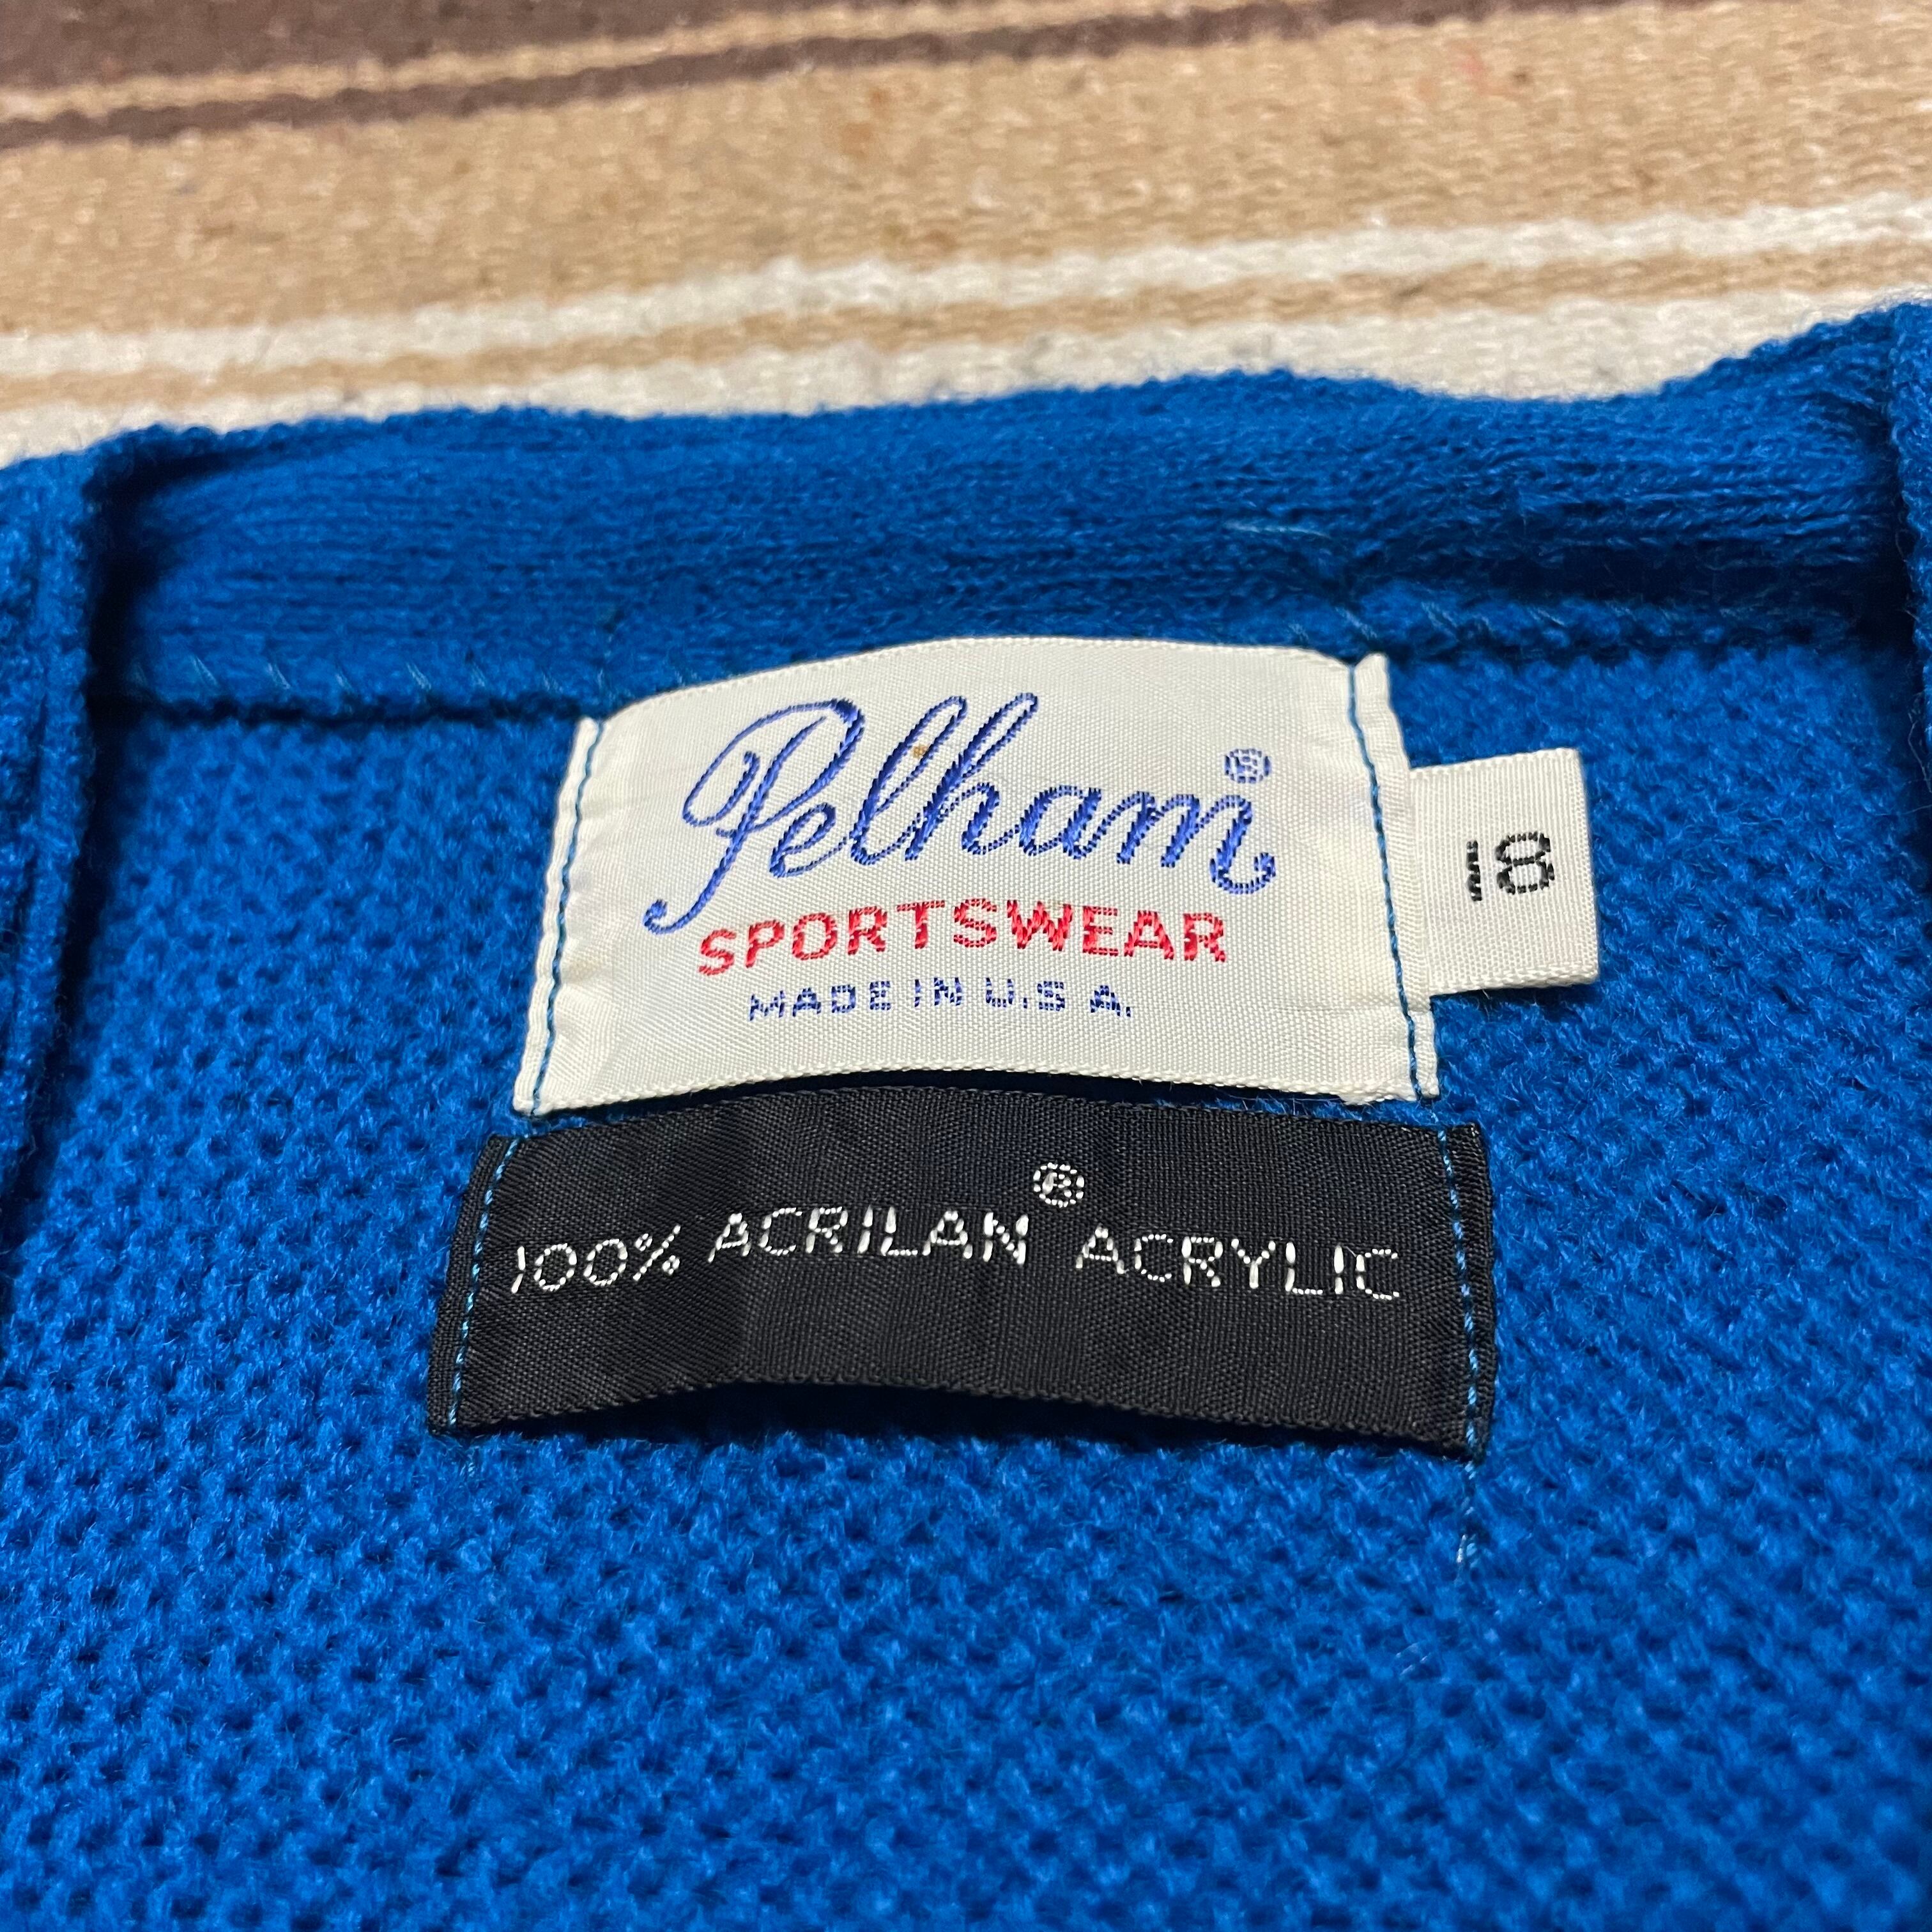 Pelham®
SPORTSWEAR
MADE IN U.S.A.
18
100% ACRILAN® ACRYLIC